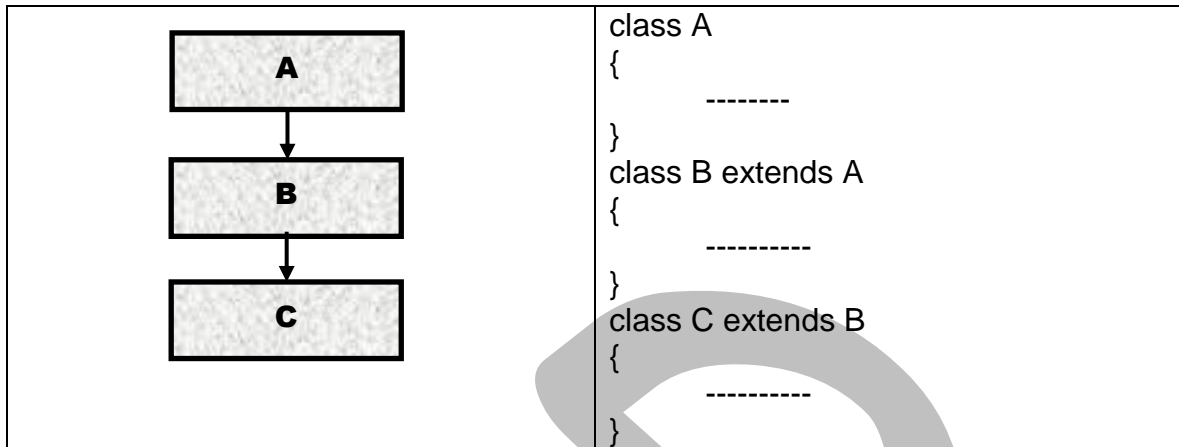 A
B
C
class A
{
--------
}
class B extends A
{
----------
}
class C extends B
{
----------
}